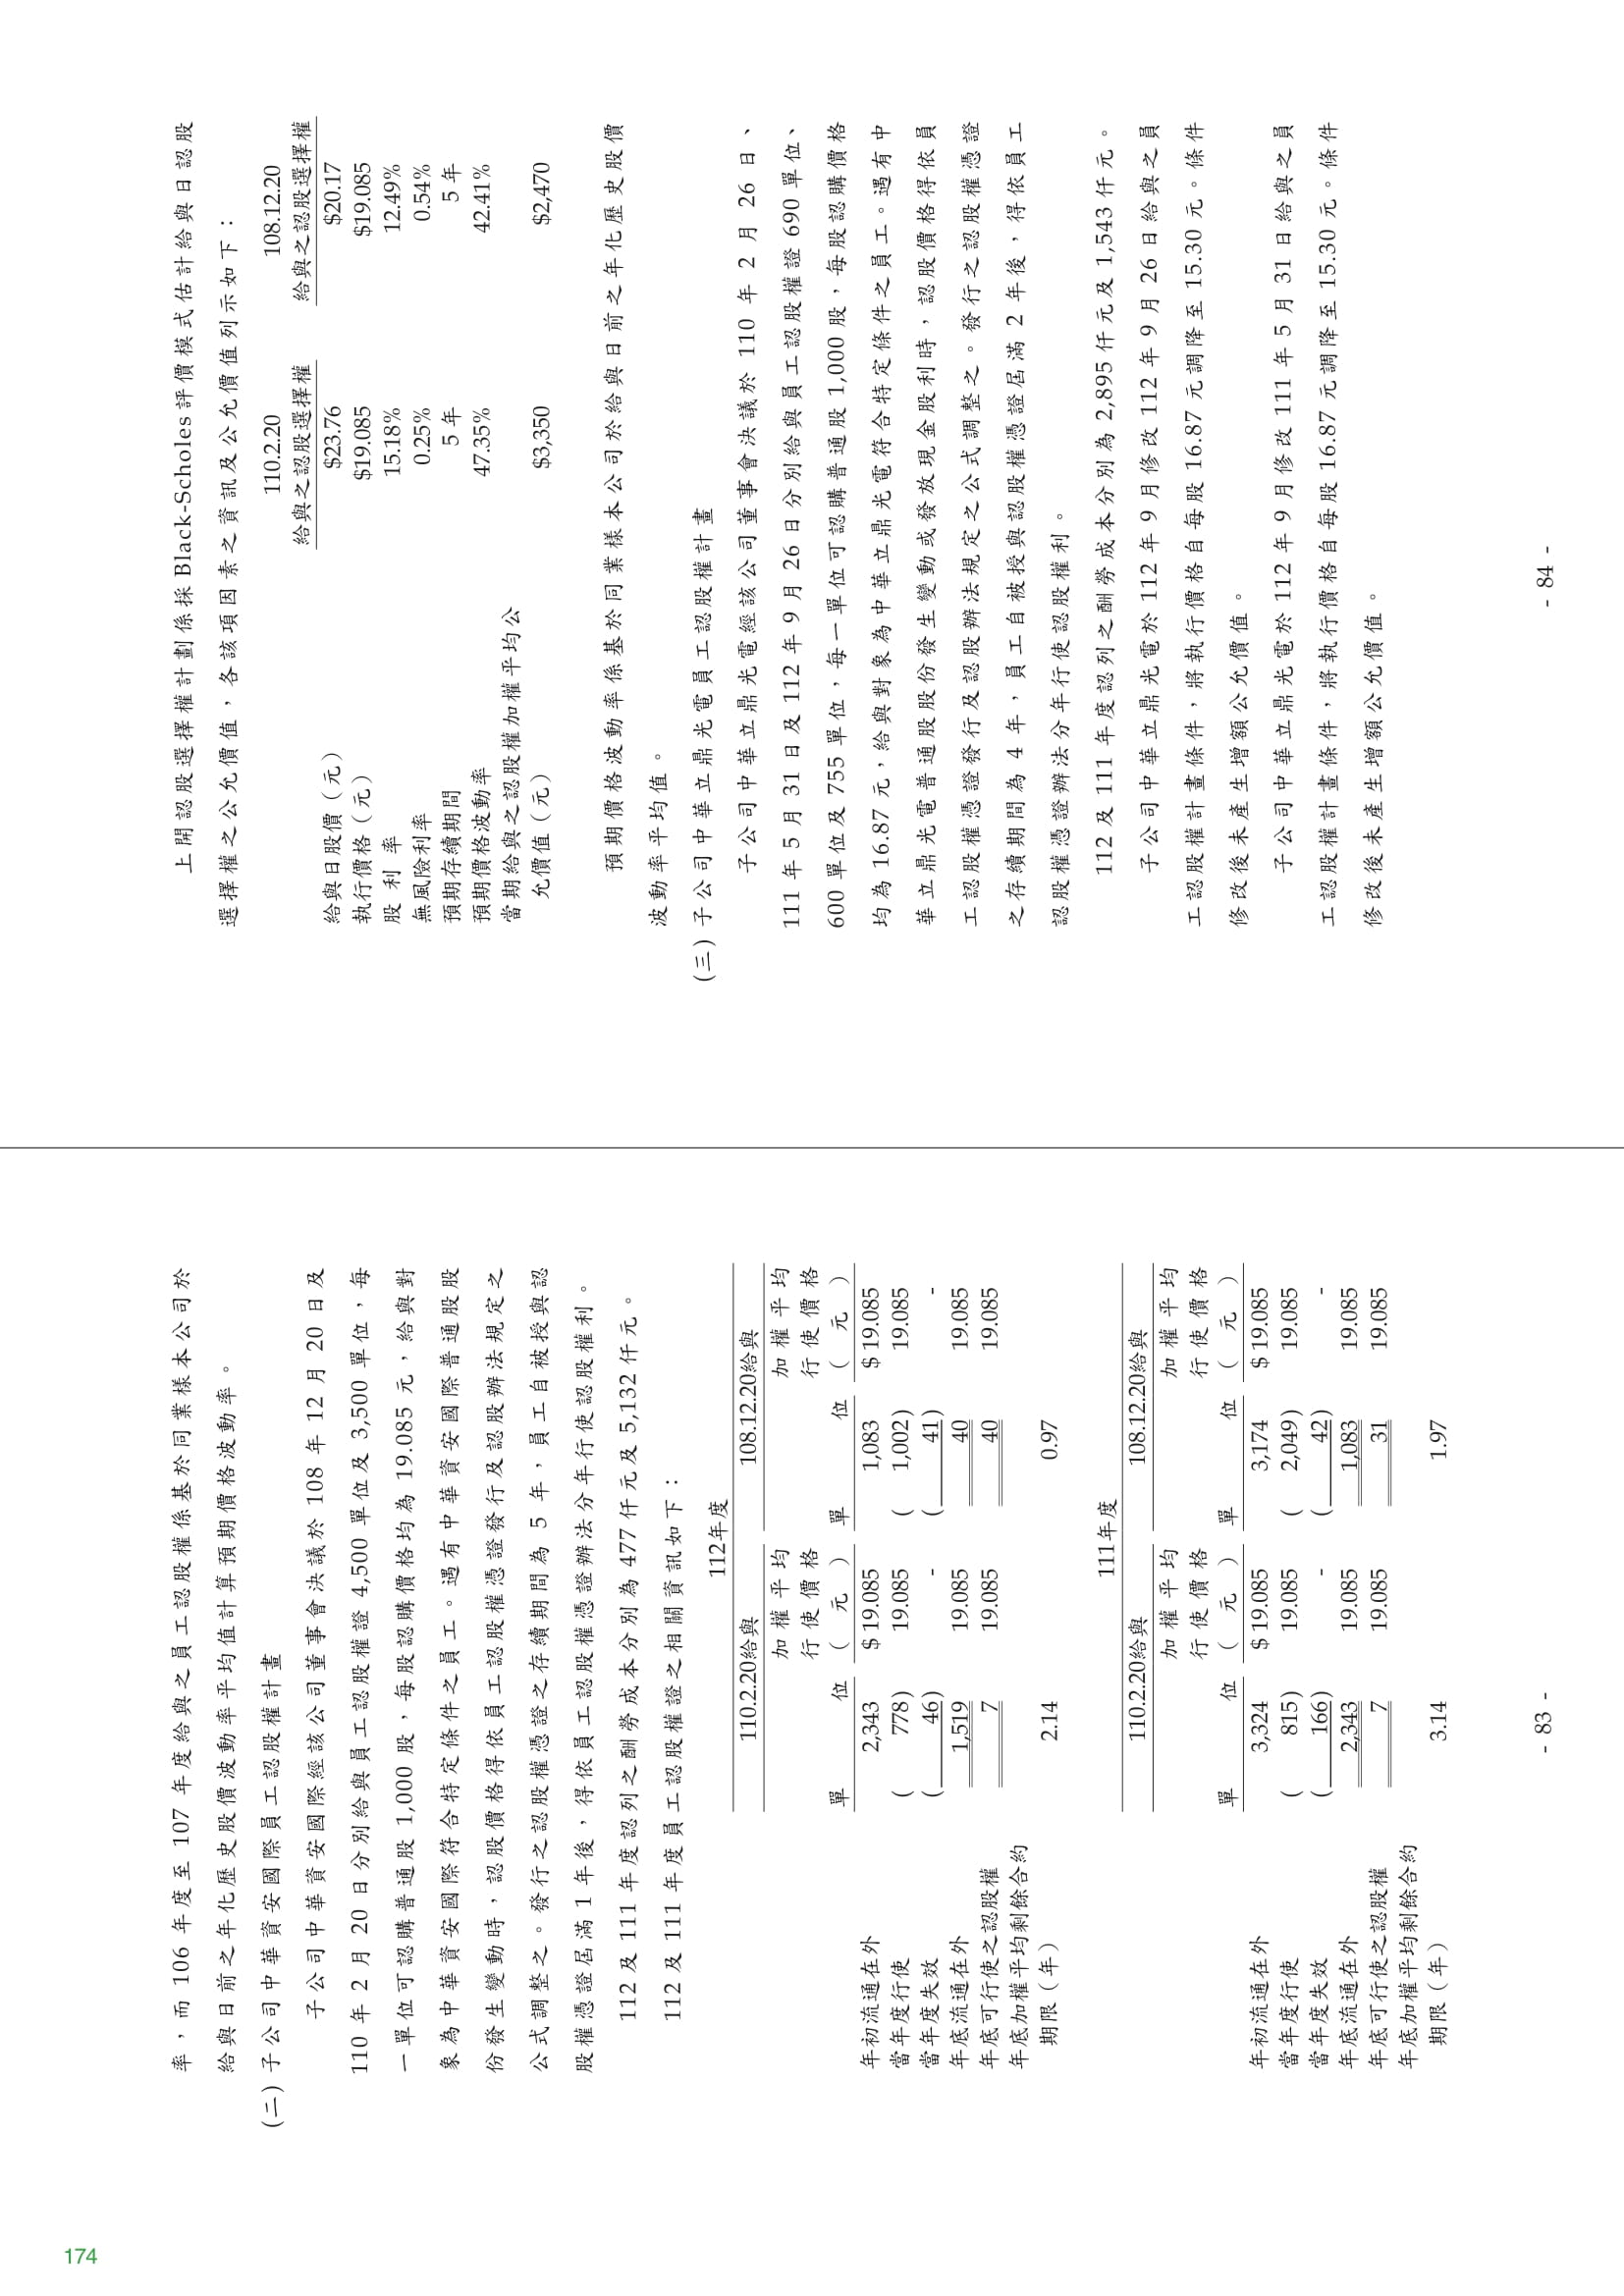 率，而 106 年度至 107 年度給與之員工認股權係基於同業樣本公司於
給與日前之年化歷史股價波動率平均值計算預期價格波動率。
(二) 子公司中華資安國際員工認股權計畫
子公司中華資安國際經該公司董事會決議於 108 年 12 月 20 日及
110 年 2 月 20 日分別給與員工認股權證 4,500 單位及 3,500 單位，每
一單位可認購普通股 1,000 股，每股認購價格均為 19.085 元，給與對
象為中華資安國際符合特定條件之員工。遇有中華資安國際普通股股
份發生變動時，認股價格得依員工認股權憑證發行及認股辦法規定之
公式調整之。發行之認股權憑證之存續期間為 5 年，員工自被授與認
股權憑證屆滿 1 年後，得依員工認股權憑證辦法分年行使認股權利。
112 及 111 年度認列之酬勞成本分別為 477 仟元及 5,132 仟元。
112 及 111 年度員工認股權證之相關資訊如下：
112年度
110.2.20給與 108.12.20給與
加權平均 加權平均
行使價格 行使價格
單位 (元) 單位 (元)
年初流通在外 2,343 $ 19.085 1,083 $ 19.085
當年度行使 ( 778) 19.085 ( 1,002) 19.085
當年度失效 ( 46) - ( 41) -
年底流通在外 1,519 19.085 40 19.085
年底可行使之認股權 7 19.085 40 19.085
年底加權平均剩餘合約
期限（年） 2.14 0.97
111年度
110.2.20給與 108.12.20給與
加權平均 加權平均
行使價格 行使價格
單位 (元) 單位 (元)
年初流通在外 3,324 $ 19.085 3,174 $ 19.085
當年度行使 ( 815) 19.085 ( 2,049) 19.085
當年度失效 ( 166) - ( 42) -
年底流通在外 2,343 19.085 1,083 19.085
年底可行使之認股權 7 19.085 31 19.085
年底加權平均剩餘合約
期限（年） 3.14 1.97
- 83 -
上開認股選擇權計劃係採 Black-Scholes 評價模式估計給與日認股
選擇權之公允價值，各該項因素之資訊及公允價值列示如下：
110.2.20 108.12.20
給與之認股選擇權 給與之認股選擇權
給與日股價（元） $23.76 $20.17
執行價格（元） $19.085 $19.085
股利率 15.18% 12.49%
無風險利率 0.25% 0.54%
預期存續期間 5 年 5 年
預期價格波動率 47.35% 42.41%
當期給與之認股權加權平均公
允價值（元） $3,350 $2,470
預期價格波動率係基於同業樣本公司於給與日前之年化歷史股價
波動率平均值。
(三) 子公司中華立鼎光電員工認股權計畫
子公司中華立鼎光電經該公司董事會決議於 110 年 2 月 26 日、
111 年 5 月 31 日及 112 年 9 月 26 日分別給與員工認股權證 690 單位、
600 單位及 755 單位，每一單位可認購普通股 1,000 股，每股認購價格
均為 16.87 元，給與對象為中華立鼎光電符合特定條件之員工。遇有中
華立鼎光電普通股股份發生變動或發放現金股利時，認股價格得依員
工認股權憑證發行及認股辦法規定之公式調整之。發行之認股權憑證
之存續期間為 4 年，員工自被授與認股權憑證屆滿 2 年後，得依員工
認股權憑證辦法分年行使認股權利。
112 及 111 年度認列之酬勞成本分別為 2,895 仟元及 1,543 仟元。
子公司中華立鼎光電於 112 年 9 月修改 112 年 9 月 26 日給與之員
工認股權計畫條件，將執行價格自每股 16.87 元調降至 15.30 元。條件
修改後未產生增額公允價值。
子公司中華立鼎光電於 112 年 9 月修改 111 年 5 月 31 日給與之員
工認股權計畫條件，將執行價格自每股 16.87 元調降至 15.30 元。條件
修改後未產生增額公允價值。
- 84 -
174